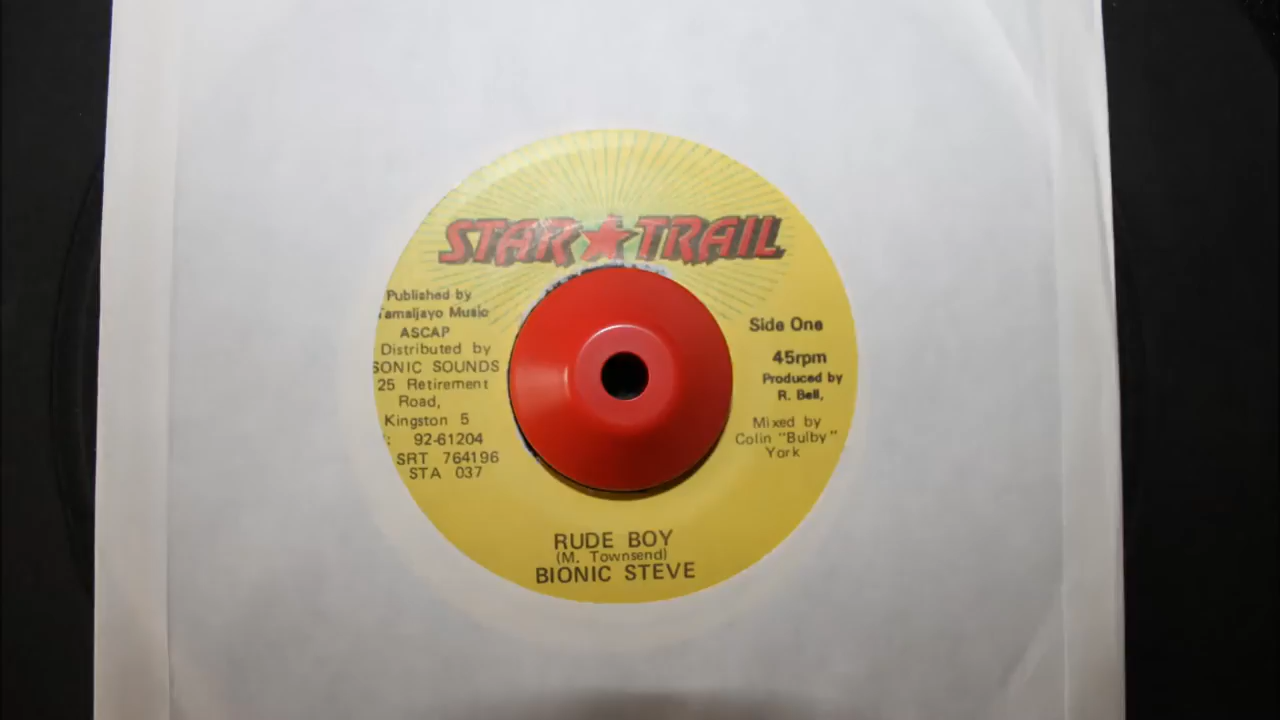 STAR★TRAIL
Published by
Tamaljayo Music
ASCAP
Distributed by
SONIC SOUNDS
25 Retirement
Road,
Kingston 5
: 92-61204
SRT 764196
STA 037
Side One
45rpm
Produced by
R. Bell,
Mixed by
Colin "Bulby"
York
RUDE BOY
(M. Townsend)
BIONIC STEVE